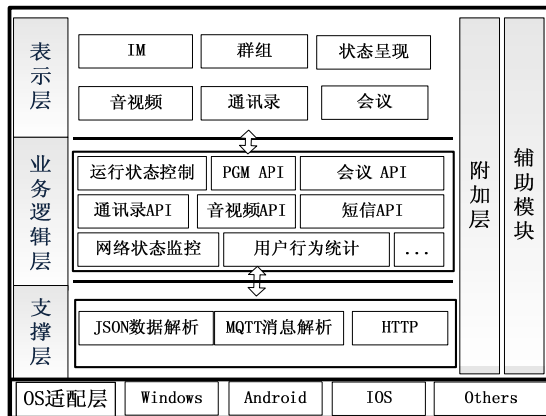 表示层
IM
群组
状态呈现
音视频
通讯录
会议
业务逻辑层
运行状态控制
PGM API
会议 API
通讯录API
音视频API
短信API
网络状态监控
用户行为统计
...
支撑层
JSON数据解析
MQTT消息解析
HTTP
附加层
辅助模块
OS适配层
Windows
Android
IOS
Others